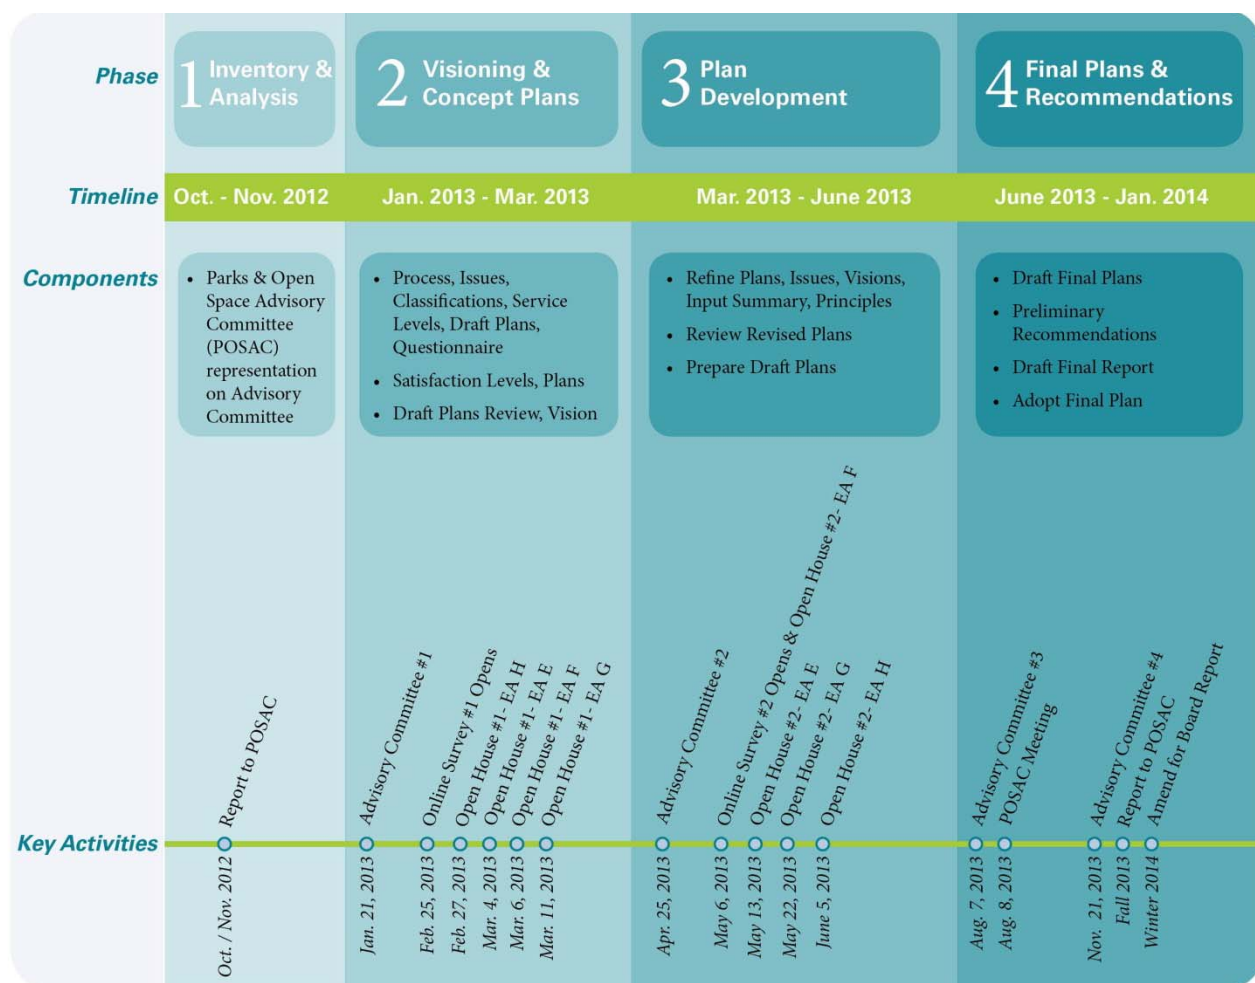 Phase
1 Inventory &
Analysis
2 Visioning &
Concept Plans
3 Plan
Development
4 Final Plans &
Recommendations
Timeline
Oct. - Nov. 2012
Jan. 2013 - Mar. 2013
Mar. 2013 - June 2013
June 2013 - Jan. 2014
Components
• Parks & Open
Space Advisory
Committee
(POSAC)
representation
on Advisory
Committee
• Process, Issues,
Classifications, Service
Levels, Draft Plans,
Questionnaire
• Satisfaction Levels, Plans
• Draft Plans Review, Vision
• Refine Plans, Issues, Visions,
Input Summary, Principles
• Review Revised Plans
• Prepare Draft Plans
• Draft Final Plans
• Preliminary
Recommendations
• Draft Final Report
• Adopt Final Plan
Key Activities
Report to POSAC
Oct. / Nov. 2012
Advisory Committee #1
Jan. 21, 2013
Online Survey #1 Opens
Feb. 25, 2013
Open House #1- EA H
Feb. 27, 2013
Open House #1- EA E
Mar. 4, 2013
Open House #1- EA F
Mar. 6, 2013
Open House #1- EA G
Mar. 11, 2013
Advisory Committee #2
Apr. 25, 2013
Online Survey #2 Opens & Open House #2- EA F
May 6, 2013
Open House #2- EA E
May 13, 2013
Open House #2- EA G
May 22, 2013
Open House #2- EA H
June 5, 2013
Advisory Committee #3
Aug. 7, 2013
POSAC Meeting
Aug. 8, 2013
Advisory Committee #4
Nov. 21, 2013
Report to POSAC
Fall 2013
Amend for Board Report
Winter 2014